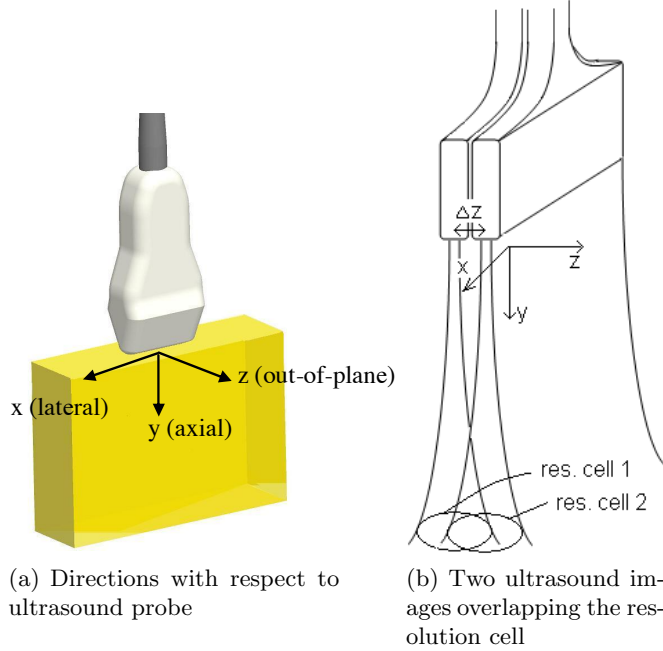 z (out-of-plane)
x (lateral)
y (axial)
(a) Directions with respect to
ultrasound probe
Δz
x
z
y
res. cell 1
res. cell 2
(b) Two ultrasound im-
ages overlapping the res-
olution cell